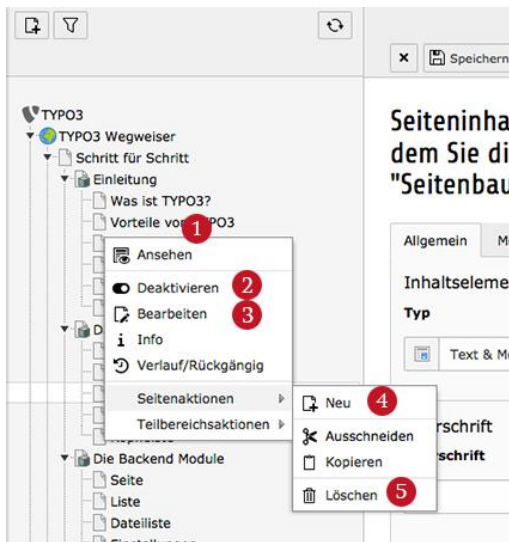 Speichern
TYPO3
TYPO3 Wegweiser
Schritt für Schritt
Einleitung
Was ist TYPO3?
Vorteile von TYPO3
1
Ansehen
Deaktivieren 2
Bearbeiten 3
Info
Verlauf/Rückgängig
Seitenaktionen
Teilbereichsaktionen
Neu 4
Ausschneiden
Kopieren
Löschen 5
Die Backend Module
Seite
Liste
Dateiliste
Seiteninha
dem Sie di
"Seitenbau
Allgemein M
Inhaltseleme
Typ
Text & Me
rschrift
schrift